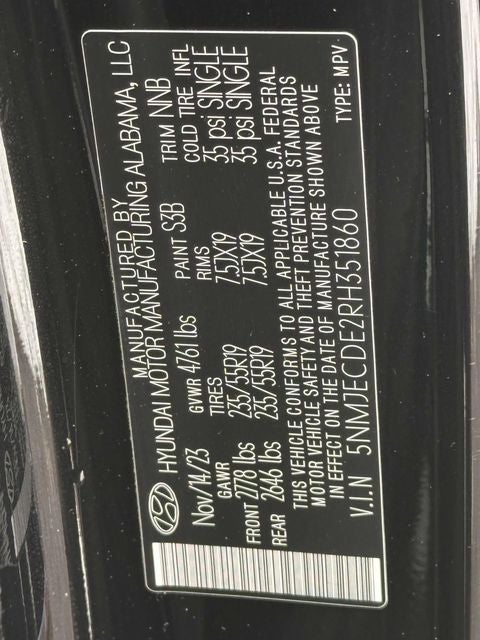 MANUFACTURED BY
HYUNDAI MOTOR MANUFACTURING ALABAMA, LLC
Nov/14/23 GVWR 4761 lbs PAINT S3B TRIM NNB
GAWR TIRES RIMS COLD TIRE INFL
FRONT 2778 lbs 235/55R19 7.5JX19 35 psi SINGLE
REAR 2646 lbs 235/55R19 7.5JX19 35 psi SINGLE
THIS VEHICLE CONFORMS TO ALL APPLICABLE U.S.A. FEDERAL
MOTOR VEHICLE SAFETY AND THEFT PREVENTION STANDARDS
IN EFFECT ON THE DATE OF MANUFACTURE SHOWN ABOVE
V.I.N 5NMJECDE2RH351860 TYPE: MPV